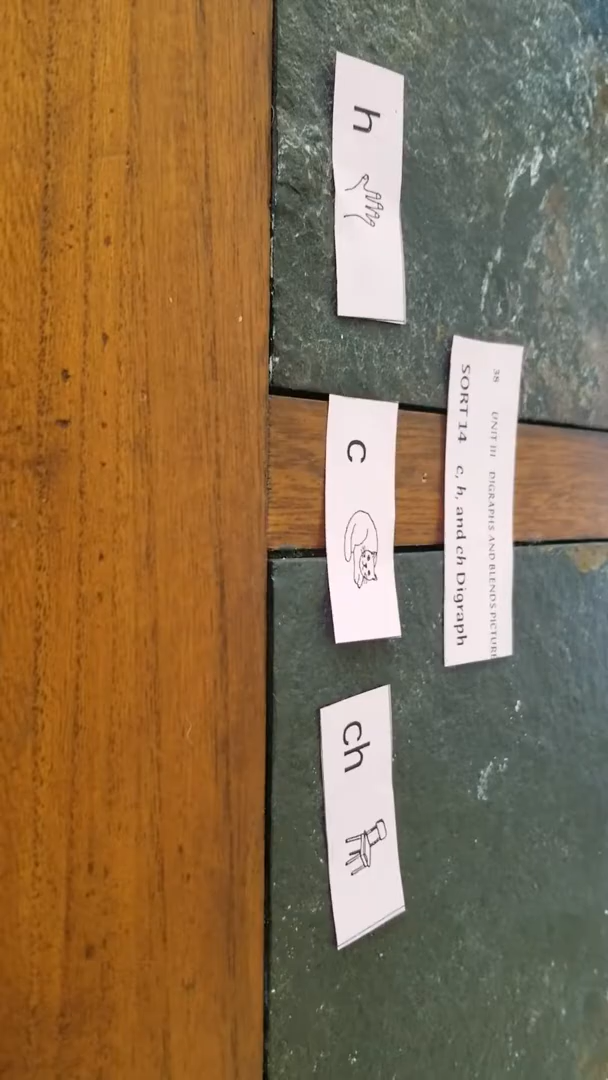 38 UNIT III DIGRAPHS AND BLENDS PICTURE
SORT 14 c, h, and ch Digraph
h
c
ch